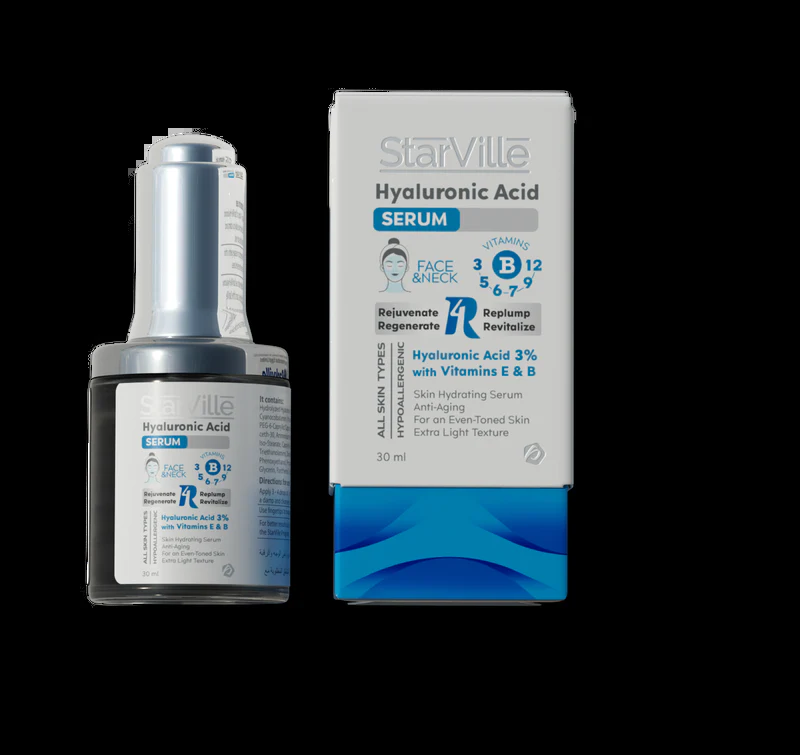 StarVille
Hyaluronic Acid
SERUM
FACE
&NECK
VITAMINS
B
3 12
5 6 7 9
Rejuvenate
Regenerate
4R
Replump
Revitalize
ALL SKIN TYPES
HYPOALLERGENIC
Hyaluronic Acid 3%
with Vitamins E & B
Skin Hydrating Serum
Anti-Aging
For an Even-Toned Skin
Extra Light Texture
30 ml
StarVille
Hyaluronic Acid
SERUM
FACE
&NECK
VITAMINS
B
3 12
5 6 7 9
Rejuvenate
Regenerate
4R
Replump
Revitalize
ALL SKIN TYPES
HYPOALLERGENIC
Hyaluronic Acid 3%
with Vitamins E & B
Skin Hydrating Serum
Anti-Aging
For an Even-Toned Skin
Extra Light Texture
30 ml
It contains: